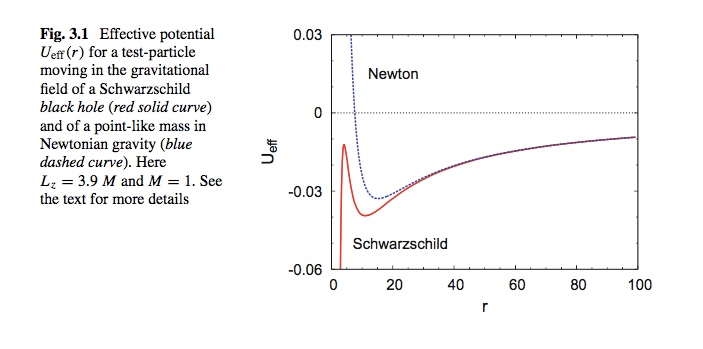 Fig. 3.1 Effective potential
Ueff(r) for a test-particle
moving in the gravitational
field of a Schwarzschild
black hole (red solid curve)
and of a point-like mass in
Newtonian gravity (blue
dashed curve). Here
Lz = 3.9 M and M = 1. See
the text for more details
0.03
0
-0.03
-0.06
Ueff
Newton
Schwarzschild
0 20 40 60 80 100
r